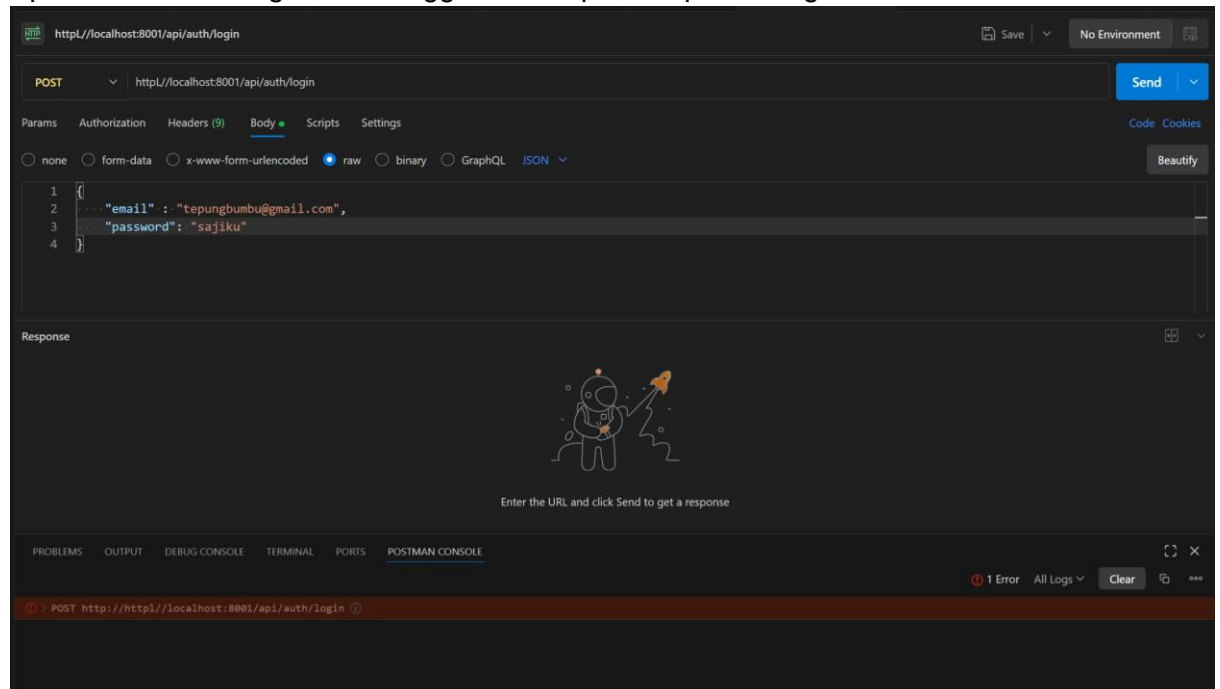 HTTP httpL//localhost:8001/api/auth/login Save No Environment
POST httpL//localhost:8001/api/auth/login Send
Params Authorization Headers (9) Body Scripts Settings Code Cookies
none form-data x-www-form-urlencoded raw binary GraphQL JSON Beautify
1 {
2 ····"email"·:·"tepungbumbu@gmail.com",
3 ····"password":·"sajiku"
4 }
Response
Enter the URL and click Send to get a response
PROBLEMS OUTPUT DEBUG CONSOLE TERMINAL PORTS POSTMAN CONSOLE
1 Error All Logs Clear
> POST http://httpl//localhost:8001/api/auth/login